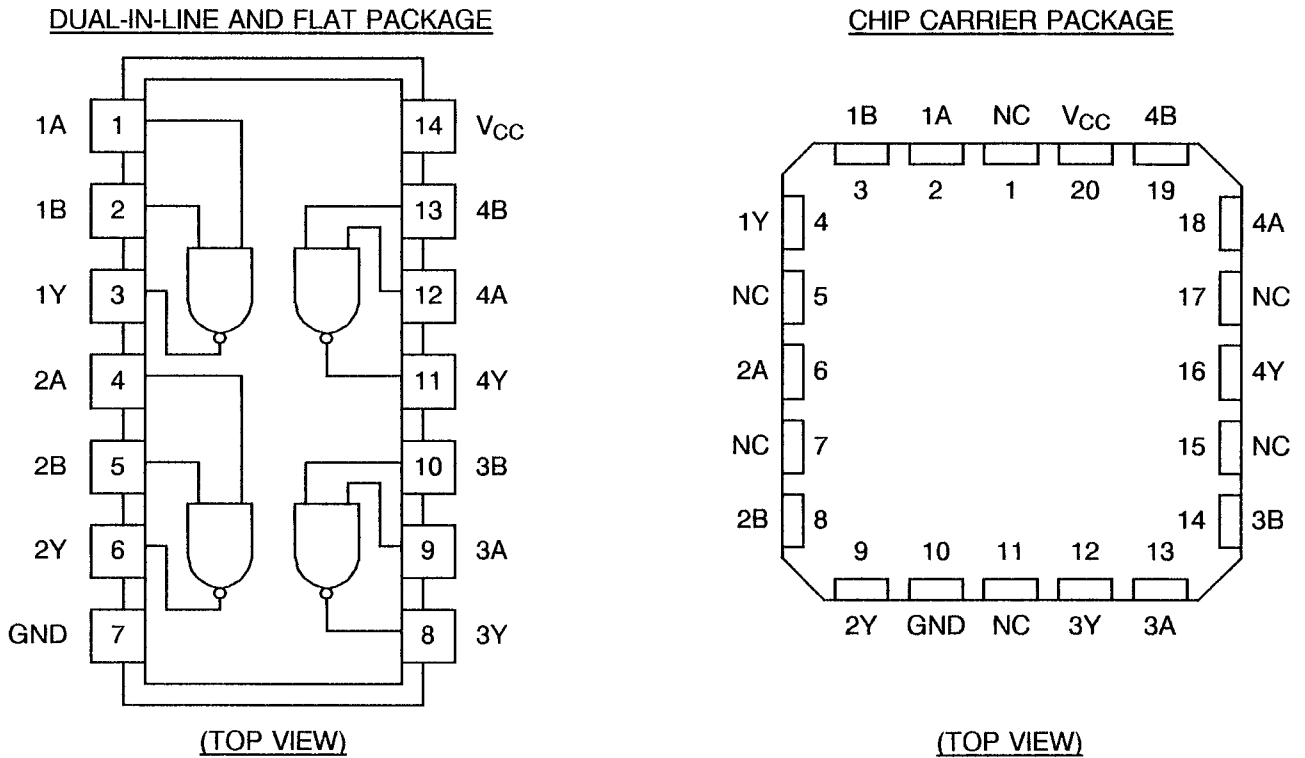 DUAL-IN-LINE AND FLAT PACKAGE
1A 1 14 VCC
1B 2 13 4B
1Y 3 12 4A
2A 4 11 4Y
2B 5 10 3B
2Y 6 9 3A
GND 7 8 3Y
(TOP VIEW)
CHIP CARRIER PACKAGE
1B 1A NC VCC 4B
3 2 1 20 19
1Y 4 18 4A
NC 5 17 NC
2A 6 16 4Y
NC 7 15 NC
2B 8 14 3B
9 10 11 12 13
2Y GND NC 3Y 3A
(TOP VIEW)